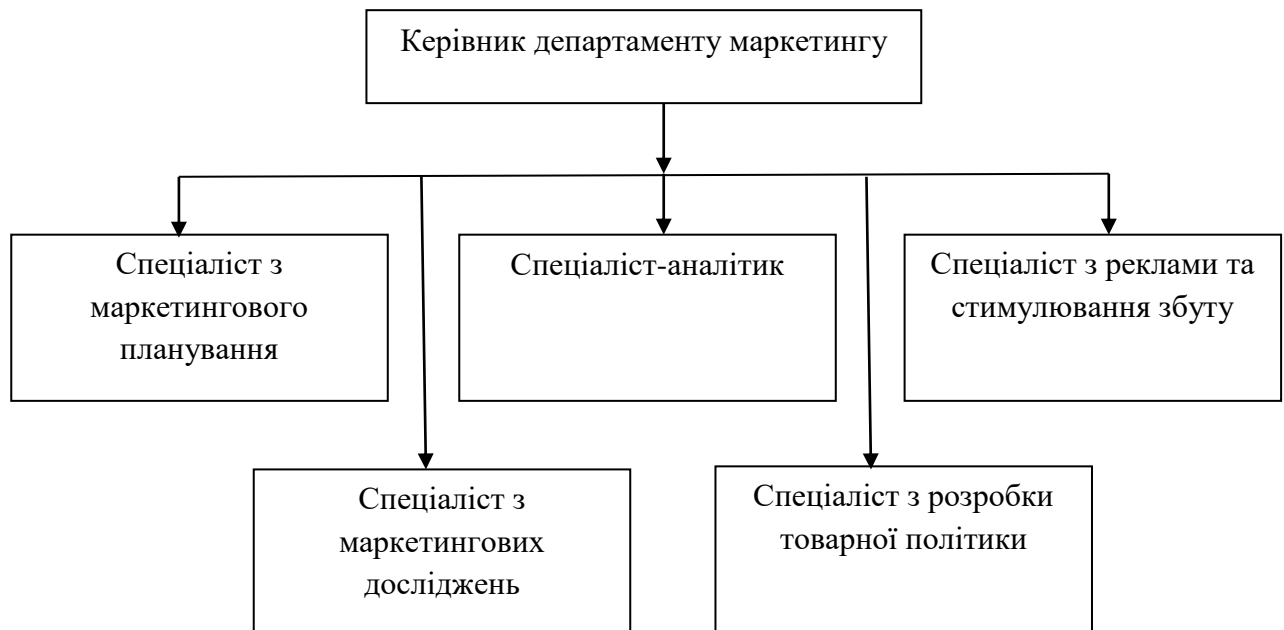 Керівник департаменту маркетингу
Спеціаліст з
маркетингового
планування
Спеціаліст-аналітик
Спеціаліст з реклами та
стимулювання збуту
Спеціаліст з
маркетингових
досліджень
Спеціаліст з розробки
товарної політики